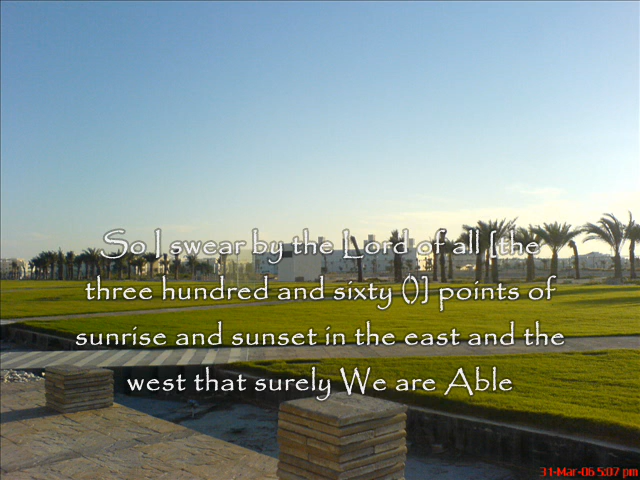 So I swear by the Lord of all [the
three hundred and sixty ()] points of
sunrise and sunset in the east and the
west that surely We are Able
31-Mar-06 5:07 pm